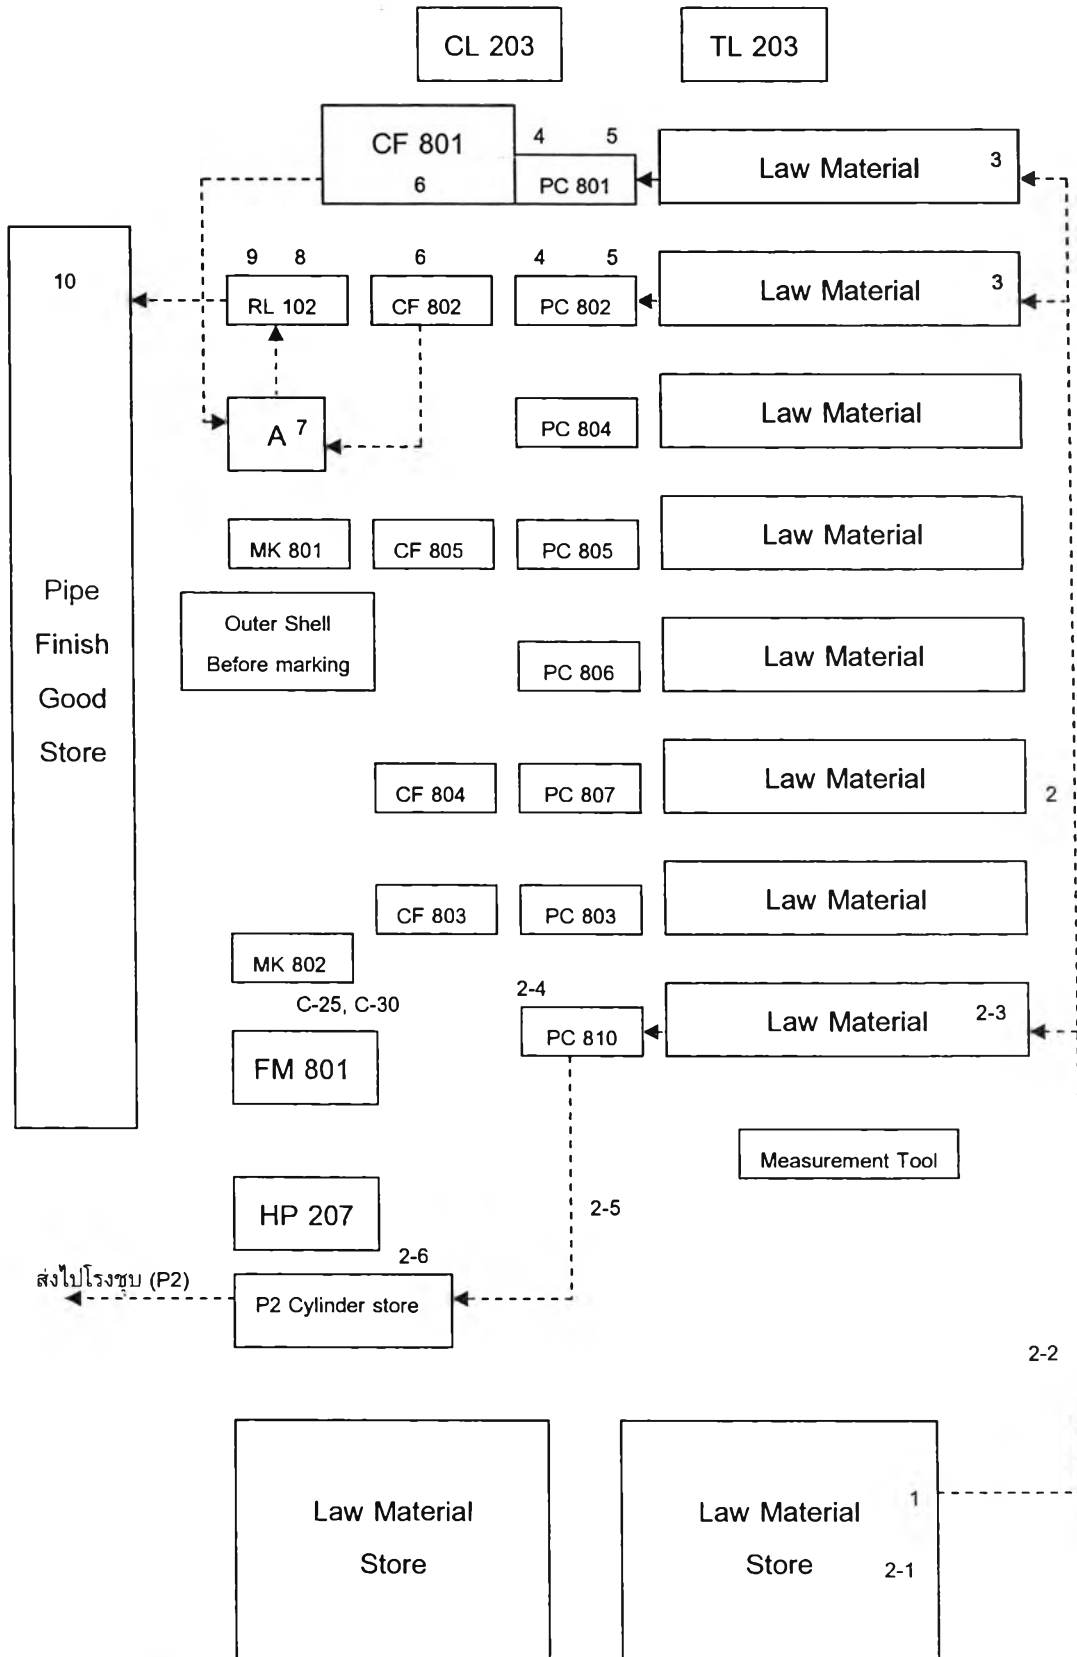 CL 203
TL 203
CF 801
6
4
5
PC 801
Law Material
3
10
9
8
RL 102
6
CF 802
4
5
PC 802
Law Material
3
A
7
PC 804
Law Material
MK 801
CF 805
PC 805
Law Material
Outer Shell
Before marking
Pipe
Finish
Good
Store
PC 806
Law Material
CF 804
PC 807
Law Material
2
CF 803
PC 803
Law Material
MK 802
C-25, C-30
2-4
PC 810
Law Material
2-3
FM 801
Measurement Tool
HP 207
2-5
2-6
ส่งไปโรงชุบ (P2)
P2 Cylinder store
2-2
Law Material
Store
Law Material
Store
1
2-1